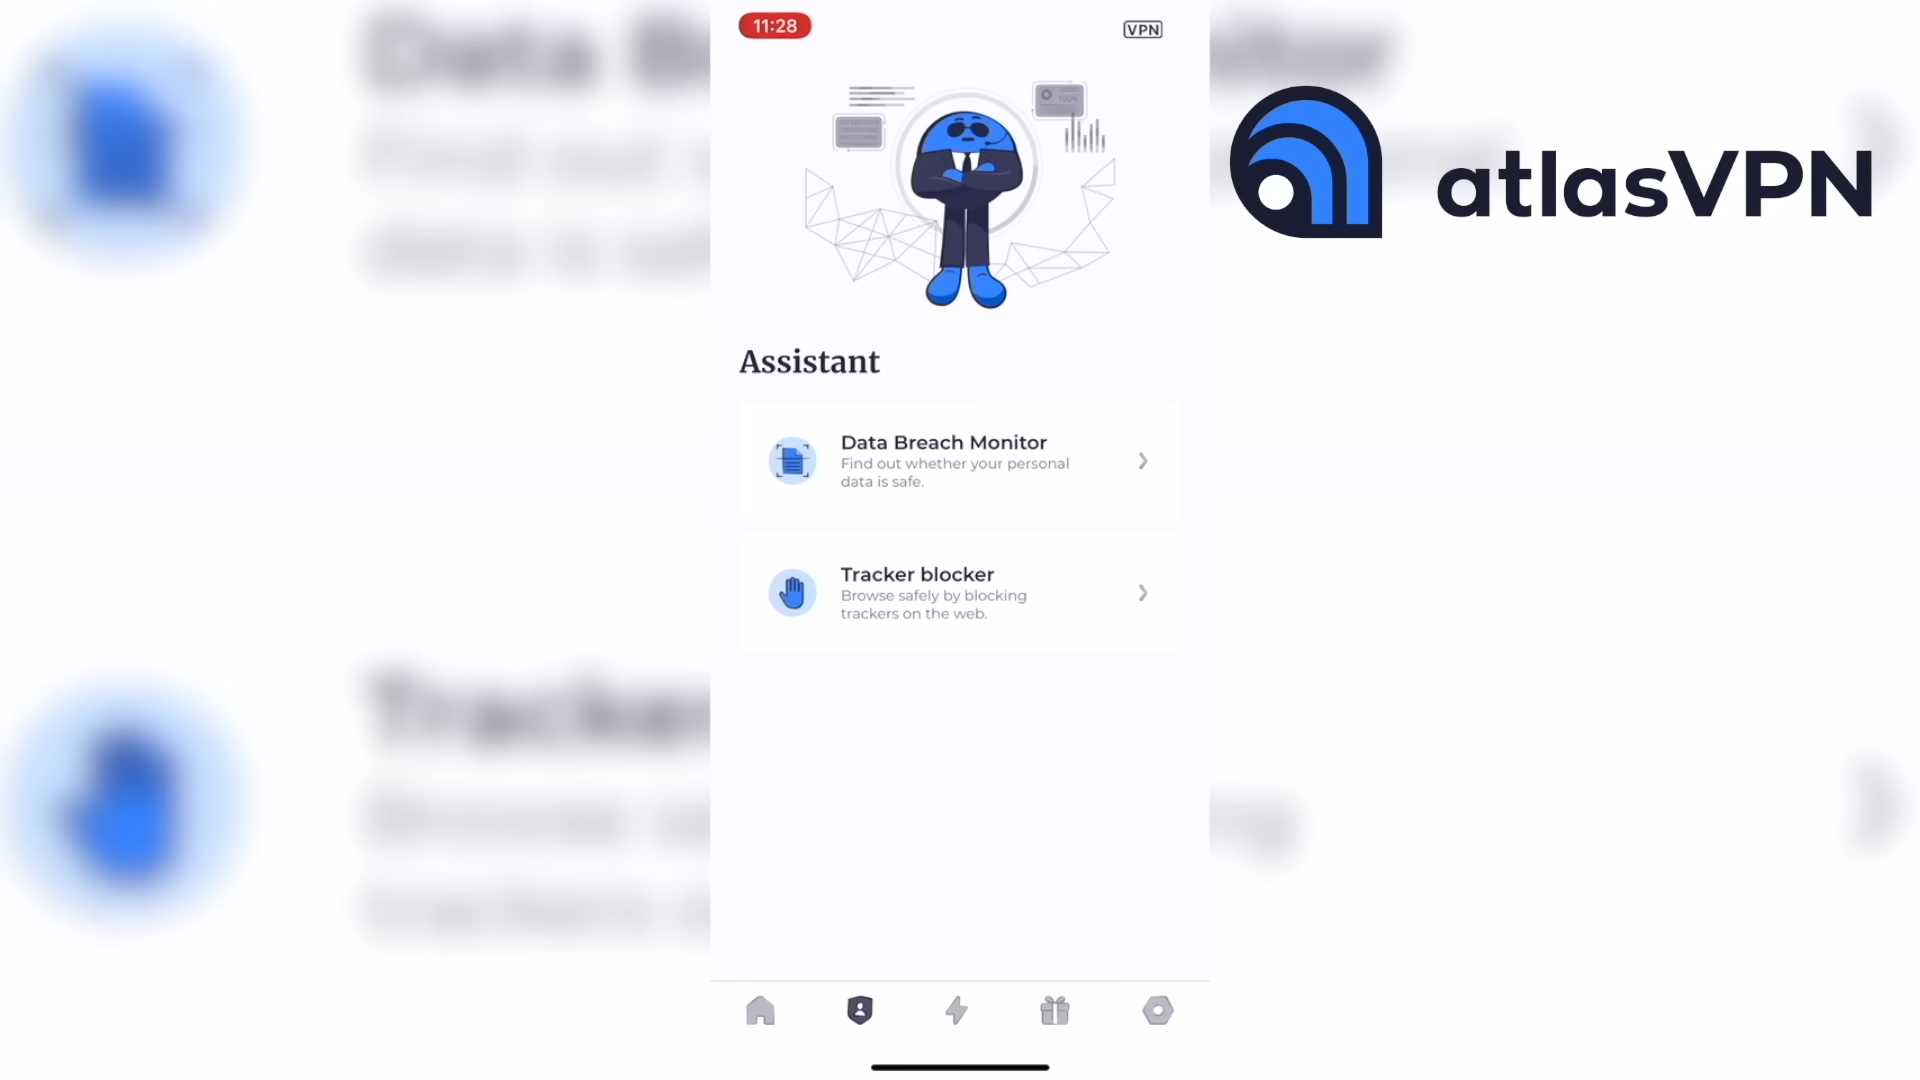 11:28
VPN
atlasVPN
100%
Assistant
Data Breach Monitor
Find out whether your personal
data is safe.
Tracker blocker
Browse safely by blocking
trackers on the web.